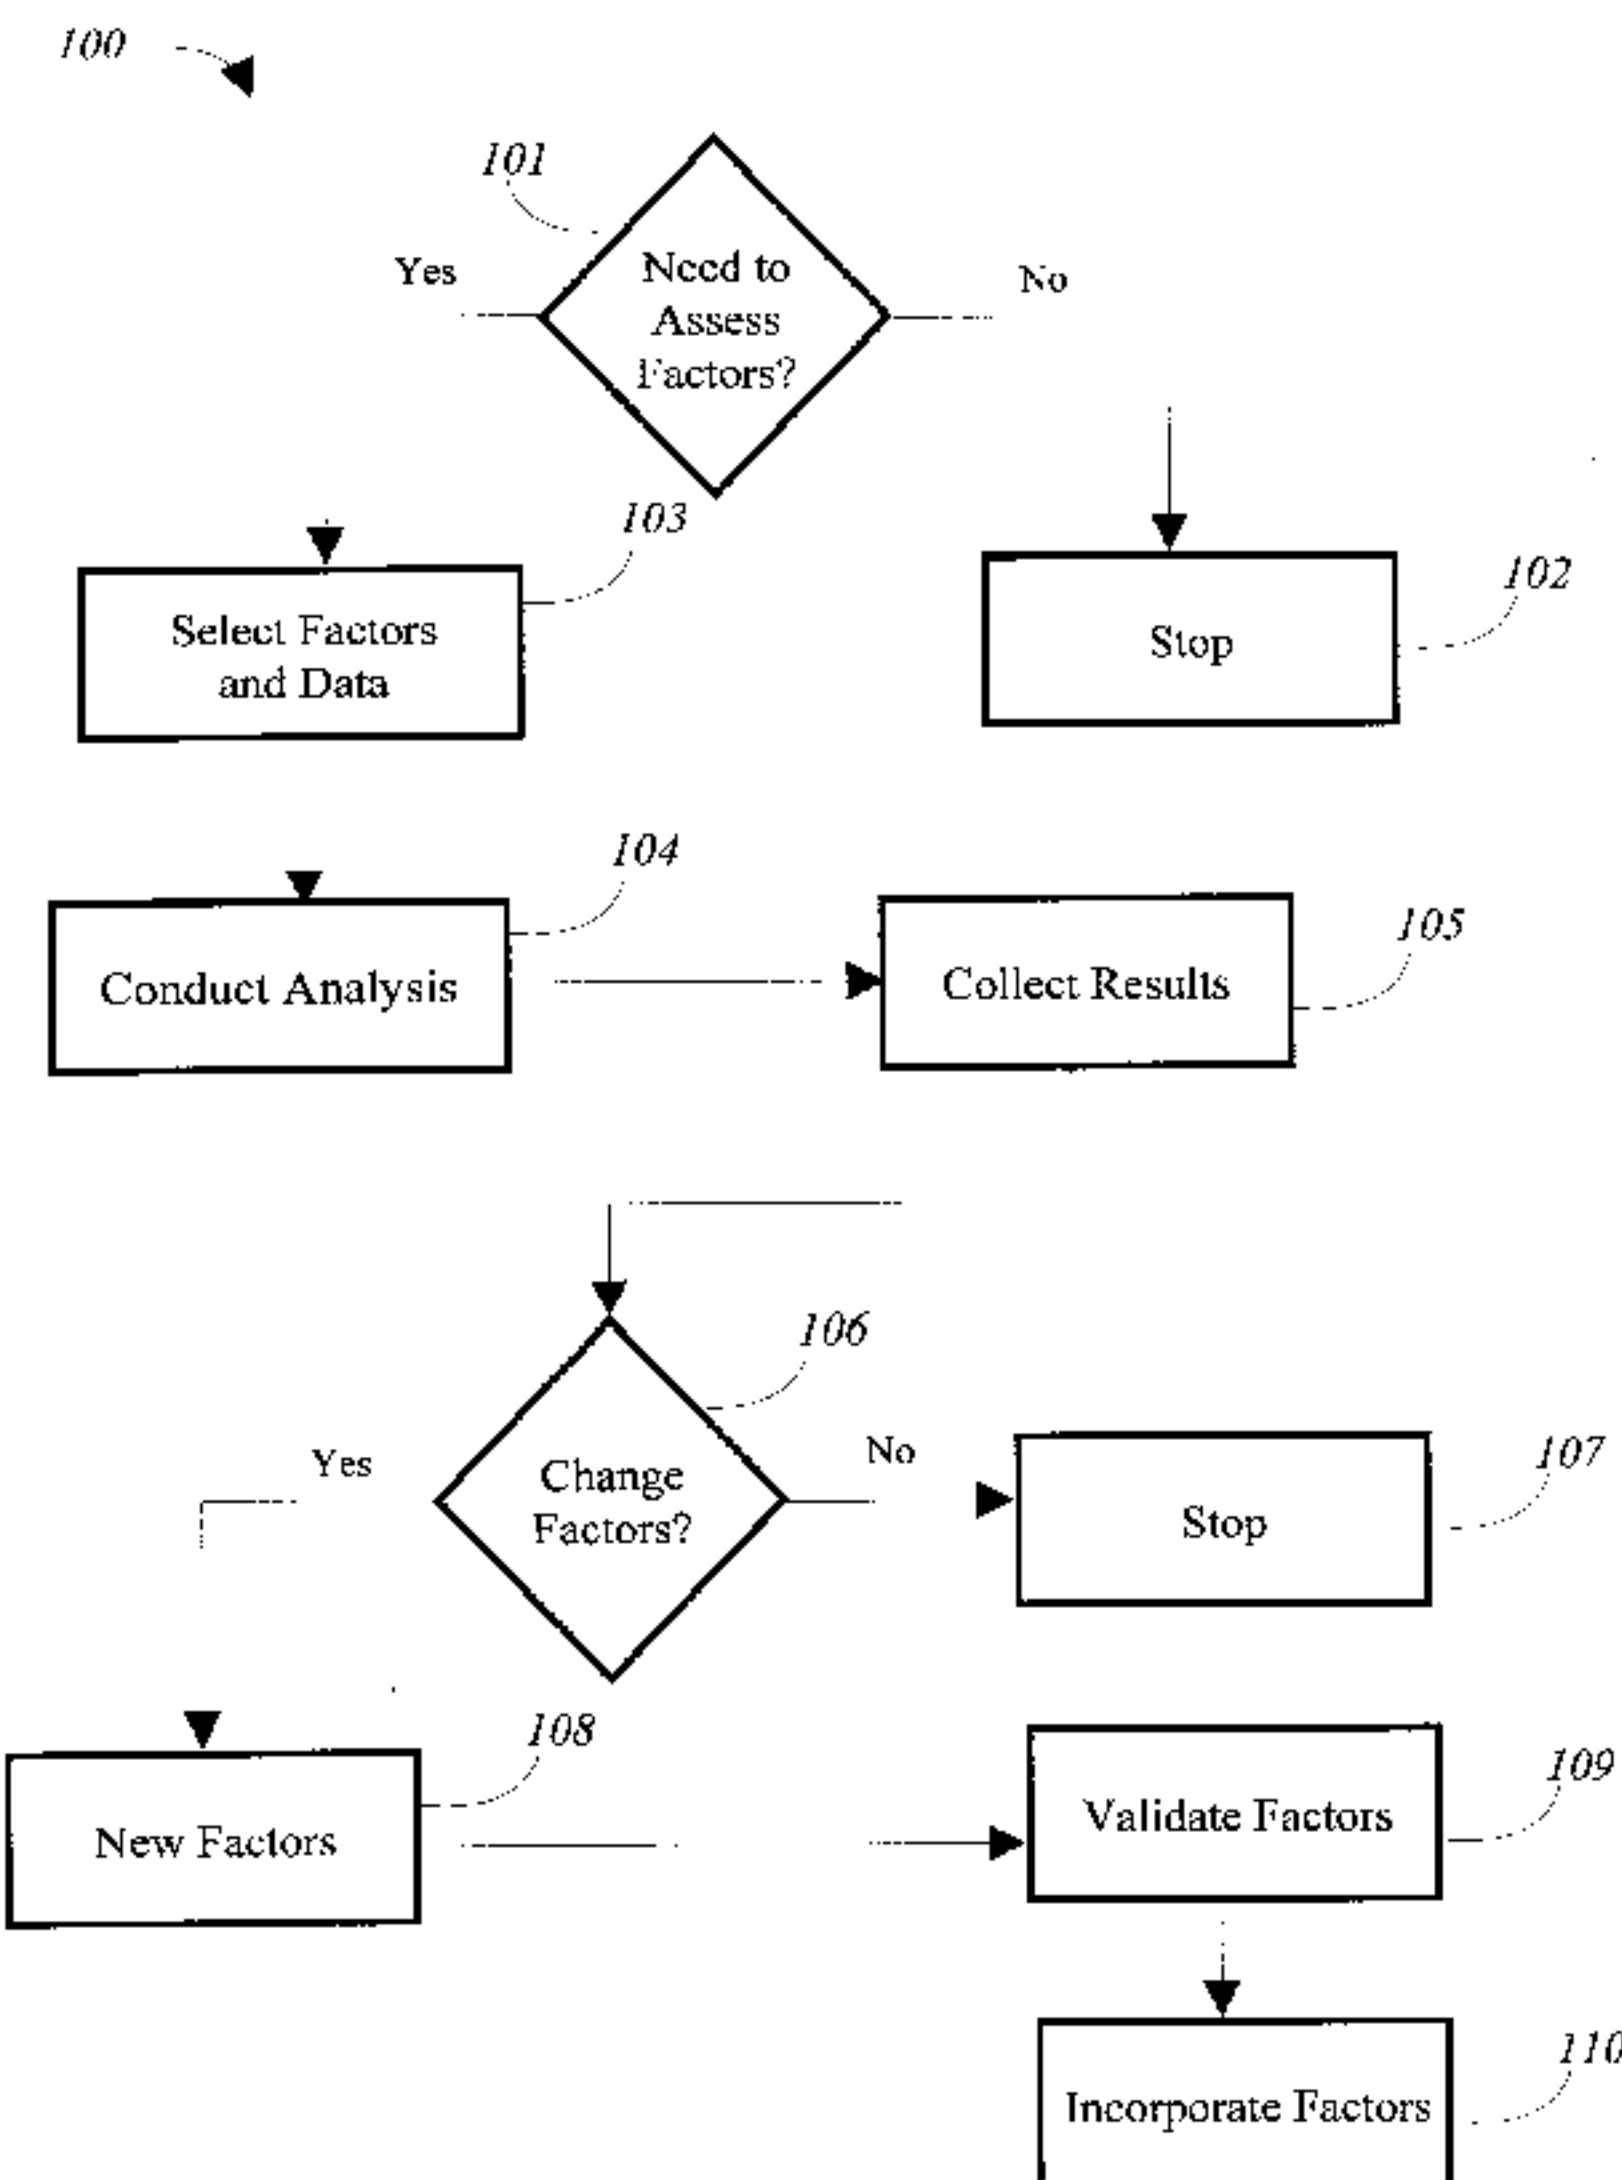 100
101
Yes
No
Need to
Assess
Factors?
103
102
Select Factors
and Data
Stop
104
105
Conduct Analysis
Collect Results
106
107
Yes
No
Change
Factors?
Stop
108
109
New Factors
Validate Factors
110
Incorporate Factors